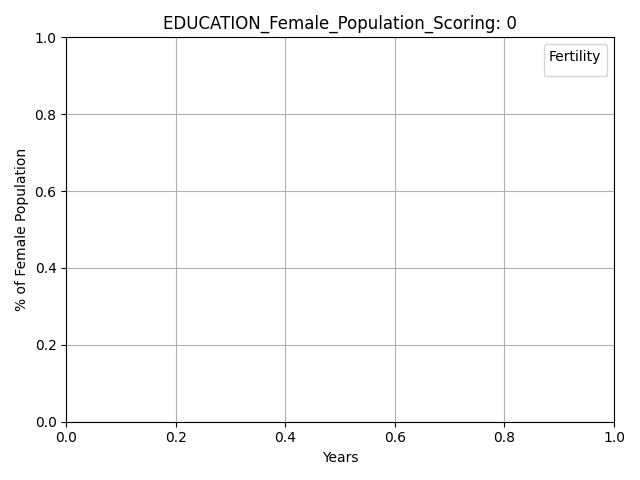 EDUCATION_Female_Population_Scoring: 0
Fertility
1.0
0.8
0.6
0.4
0.2
0.0
% of Female Population
0.0 0.2 0.4 0.6 0.8 1.0
Years